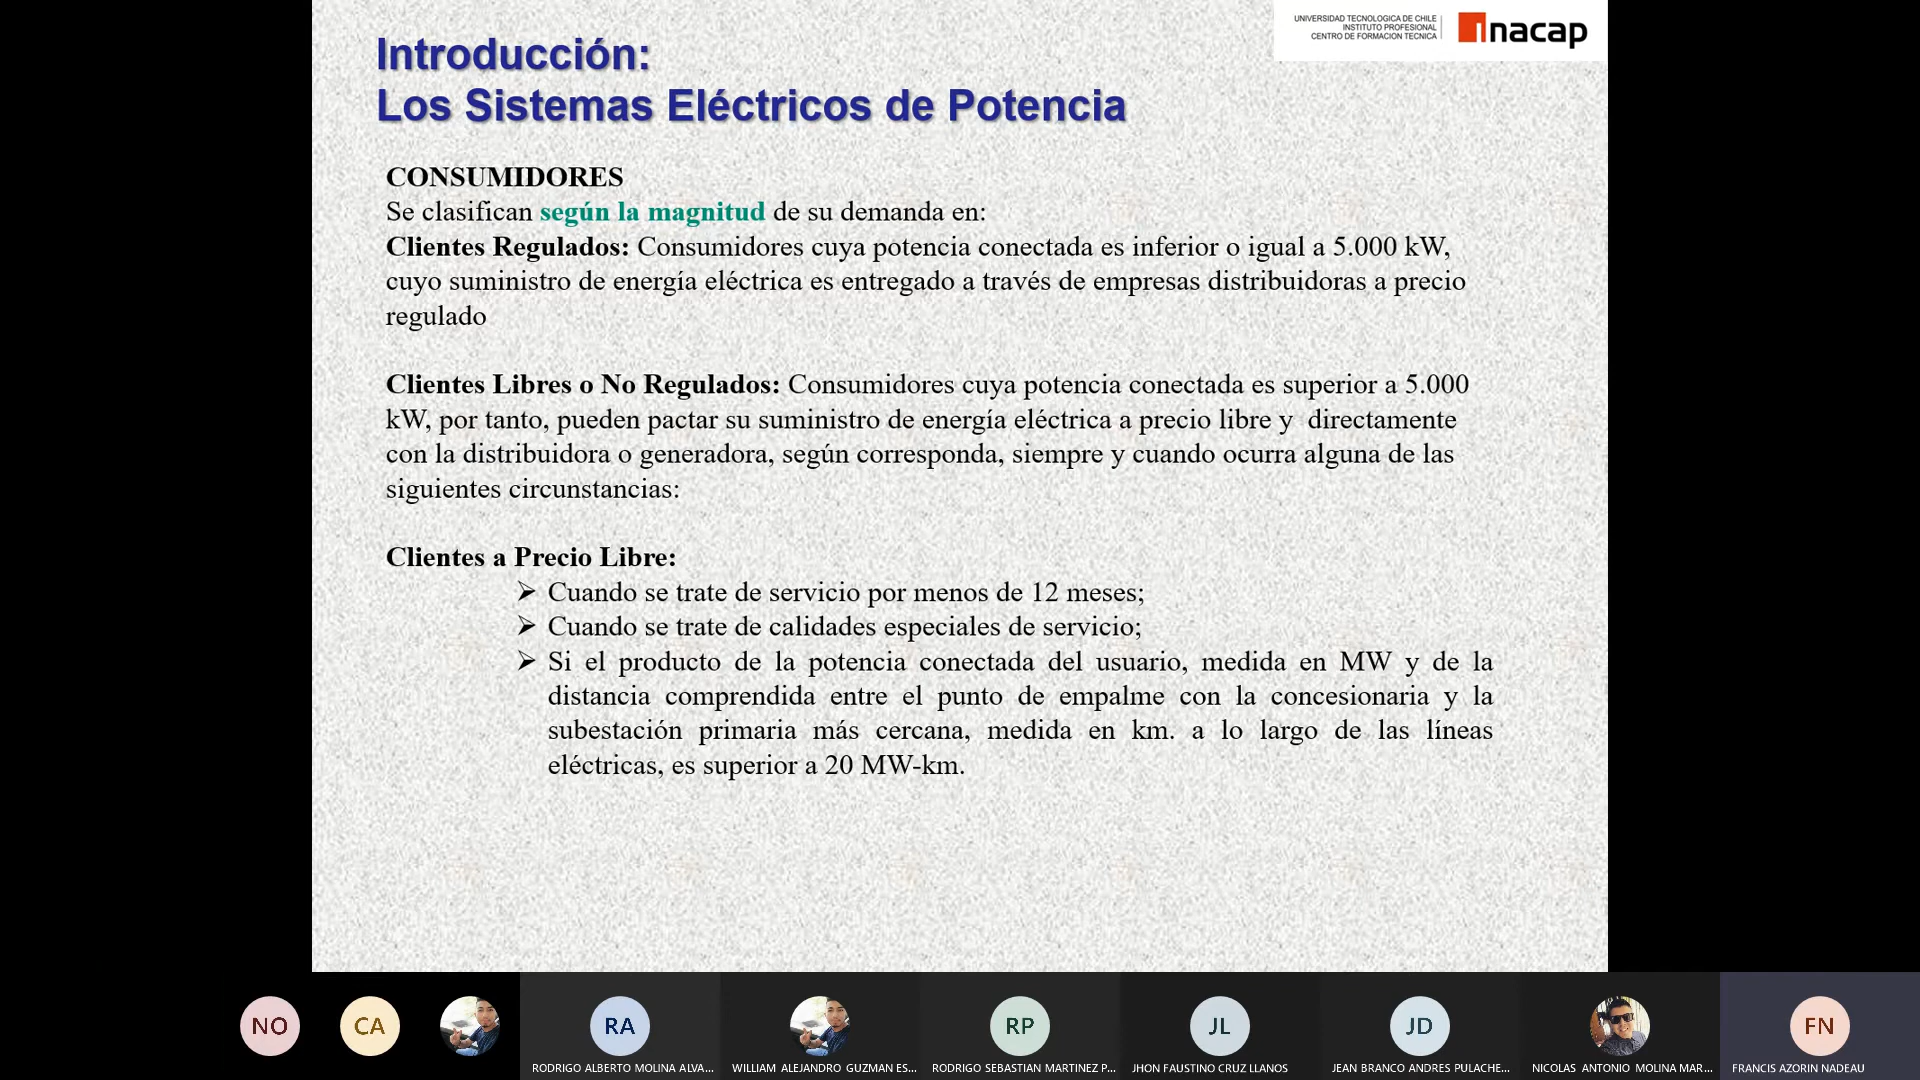 UNIVERSIDAD TECNOLOGICA DE CHILE
INSTITUTO PROFESIONAL
CENTRO DE FORMACION TECNICA
inacap
Introducción:
Los Sistemas Eléctricos de Potencia
CONSUMIDORES
Se clasifican según la magnitud de su demanda en:
Clientes Regulados: Consumidores cuya potencia conectada es inferior o igual a 5.000 kW,
cuyo suministro de energía eléctrica es entregado a través de empresas distribuidoras a precio
regulado
Clientes Libres o No Regulados: Consumidores cuya potencia conectada es superior a 5.000
kW, por tanto, pueden pactar su suministro de energía eléctrica a precio libre y directamente
con la distribuidora o generadora, según corresponda, siempre y cuando ocurra alguna de las
siguientes circunstancias:
Clientes a Precio Libre:
➢ Cuando se trate de servicio por menos de 12 meses;
➢ Cuando se trate de calidades especiales de servicio;
➢ Si el producto de la potencia conectada del usuario, medida en MW y de la
distancia comprendida entre el punto de empalme con la concesionaria y la
subestación primaria más cercana, medida en km. a lo largo de las líneas
eléctricas, es superior a 20 MW-km.
NO CA RA RP JL JD FN
RODRIGO ALBERTO MOLINA ALVA... WILLIAM ALEJANDRO GUZMAN ES... RODRIGO SEBASTIAN MARTINEZ P... JHON FAUSTINO CRUZ LLANOS JEAN BRANCO ANDRES PULACHE... NICOLAS ANTONIO MOLINA MAR... FRANCIS AZORIN NADEAU